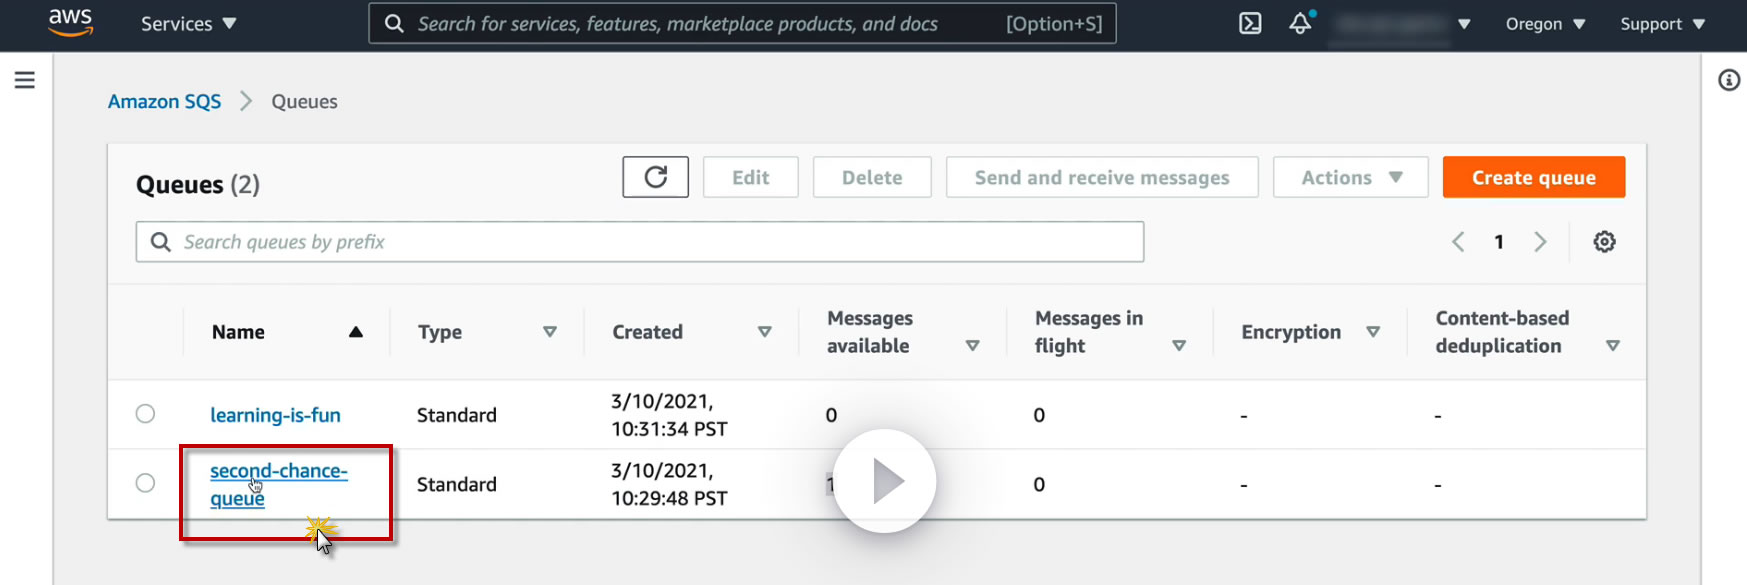 aws
Services
Search for services, features, marketplace products, and docs [Option+S]
Oregon
Support
Amazon SQS > Queues
Queues (2)
Edit
Delete
Send and receive messages
Actions
Create queue
Search queues by prefix
1
Name
Type
Created
Messages
available
Messages in
flight
Encryption
Content-based
deduplication
learning-is-fun
Standard
3/10/2021,
10:31:34 PST
0
0
-
-
second-chance-
queue
Standard
3/10/2021,
10:29:48 PST
1
0
-
-